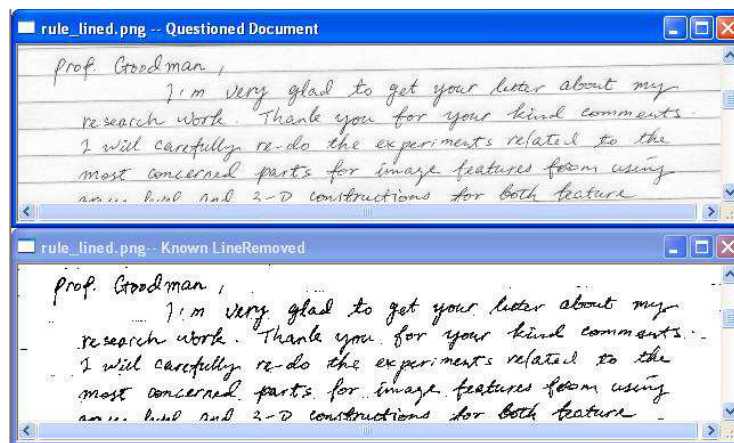 rule_lined.png -- Questioned Document
Prof. Goodman,
I'm very glad to get your letter about my
research work. Thank you for your kind comments.
I will carefully re-do the experiments related to the
most concerned parts for image features from using
level and 3-D constructions for both feature
rule_lined.png-- Known LineRemoved
Prof. Goodman,
I'm very glad to get your letter about my
research work. Thank you for your kind comments.
I will carefully re-do the experiments related to the
most concerned parts for image features from using
level and 3-D constructions for both feature